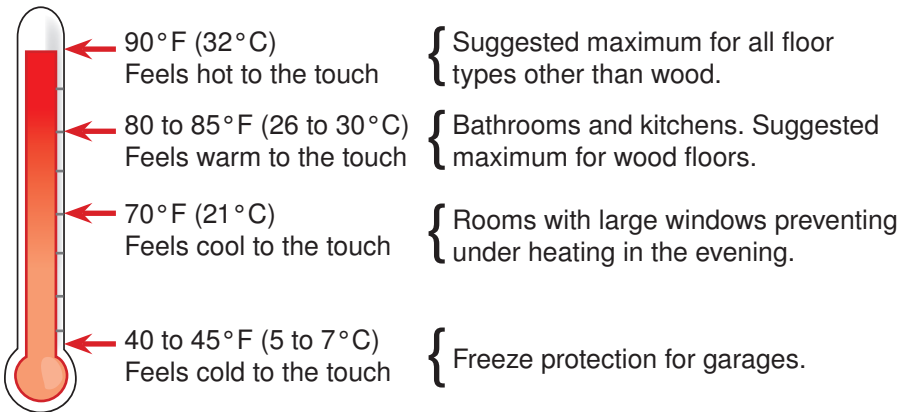 90°F (32°C)
Feels hot to the touch
{ Suggested maximum for all floor
types other than wood.
80 to 85°F (26 to 30°C)
Feels warm to the touch
{ Bathrooms and kitchens. Suggested
maximum for wood floors.
70°F (21°C)
Feels cool to the touch
{ Rooms with large windows preventing
under heating in the evening.
40 to 45°F (5 to 7°C)
Feels cold to the touch
{ Freeze protection for garages.